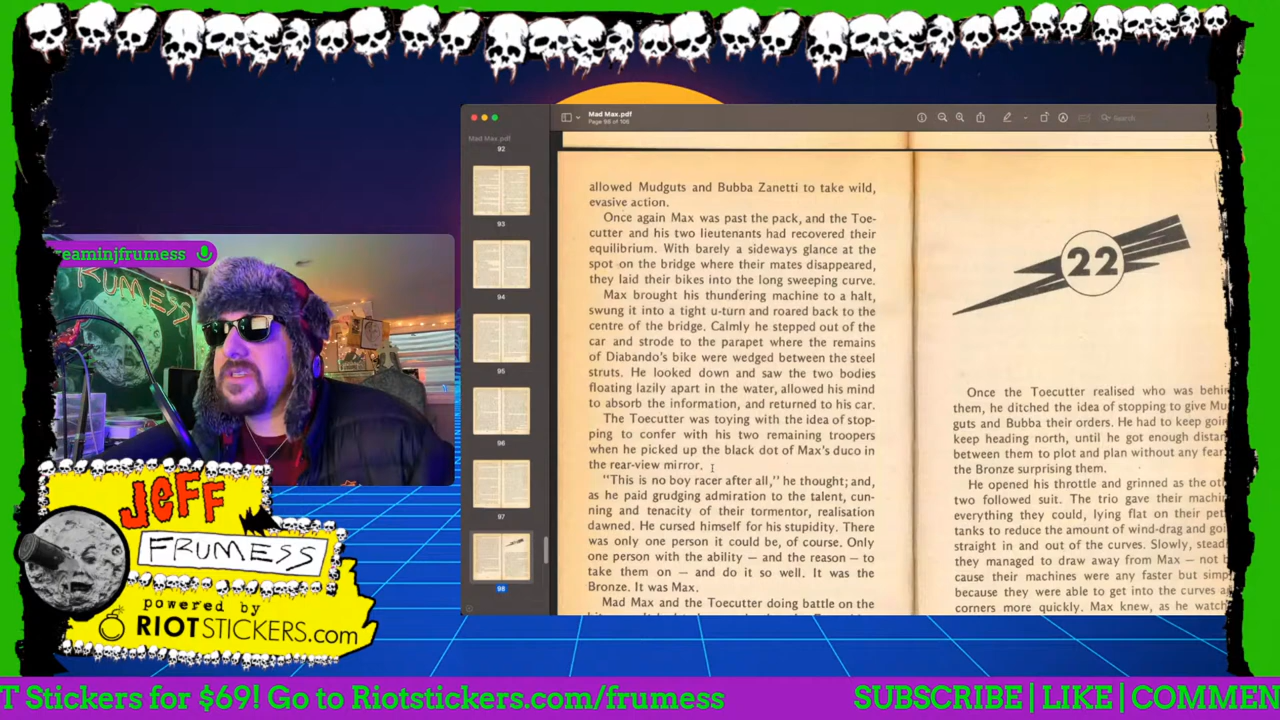 Mad Max.pdf
Page 98 of 106
Search
Mad Max.pdf
92
93
94
95
96
97
98
allowed Mudguts and Bubba Zanetti to take wild,
evasive action.
Once again Max was past the pack, and the Toe-
cutter and his two lieutenants had recovered their
equilibrium. With barely a sideways glance at the
spot on the bridge where their mates disappeared,
they laid their bikes into the long sweeping curve.
Max brought his thundering machine to a halt,
swung it into a tight u-turn and roared back to the
centre of the bridge. Calmly he stepped out of the
car and strode to the parapet where the remains
of Diabando's bike were wedged between the steel
struts. He looked down and saw the two bodies
floating lazily apart in the water, allowed his mind
to absorb the information, and returned to his car.
The Toecutter was toying with the idea of stop-
ping to confer with his two remaining troopers
when he picked up the black dot of Max's duco in
the rear-view mirror.
"This is no boy racer after all," he thought; and,
as he paid grudging admiration to the talent, cun-
ning and tenacity of their tormentor, realisation
dawned. He cursed himself for his stupidity. There
was only one person it could be, of course. Only
one person with the ability — and the reason — to
take them on — and do it so well. It was the
Bronze. It was Max.
Mad Max and the Toecutter doing battle on the
22
Once the Toecutter realised who was behin
them, he ditched the idea of stopping to give Mu
guts and Bubba their orders. He had to keep goin
keep heading north, until he got enough distan
between them to plot and plan without any fear
the Bronze surprising them.
He opened his throttle and grinned as the oth
two followed suit. The trio gave their machin
everything they could, lying flat on their pet
tanks to reduce the amount of wind-drag and goi
straight in and out of the curves. Slowly, stead
they managed to draw away from Max — not b
cause their machines were any faster but simp
because they were able to get into the curves a
corners more quickly. Max knew, as he watch
eaminjfrumess
FRUMESS
JEFF
FRUMESS
powered by
RIOTSTICKERS.com
T Stickers for $69! Go to Riotstickers.com/frumess
SUBSCRIBE | LIKE | COMMEN